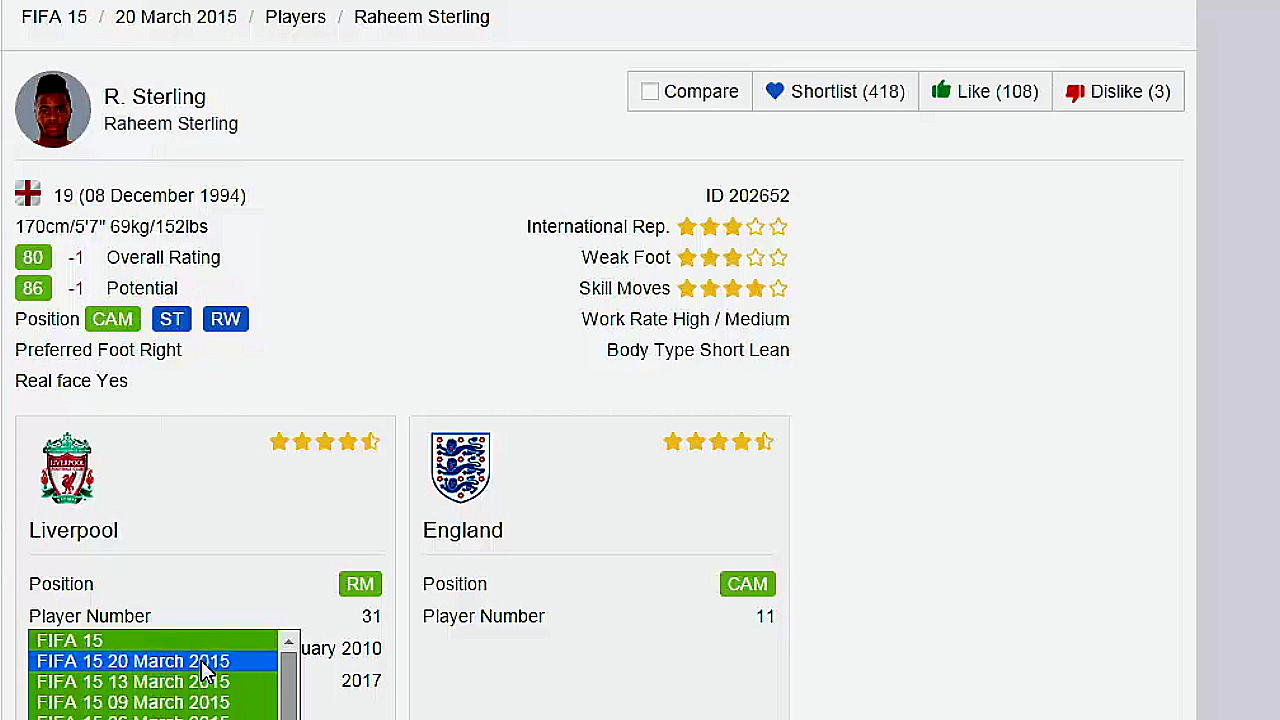 FIFA 15 / 20 March 2015 / Players / Raheem Sterling
R. Sterling
Raheem Sterling
Compare Shortlist (418) Like (108) Dislike (3)
19 (08 December 1994)
170cm/5'7" 69kg/152lbs
80 -1 Overall Rating
86 -1 Potential
Position CAM ST RW
Preferred Foot Right
Real face Yes
ID 202652
International Rep.
Weak Foot
Skill Moves
Work Rate High / Medium
Body Type Short Lean
Liverpool
Position RM
Player Number 31
uary 2010
2017
FIFA 15
FIFA 15 20 March 2015
FIFA 15 13 March 2015
FIFA 15 09 March 2015
England
Position CAM
Player Number 11